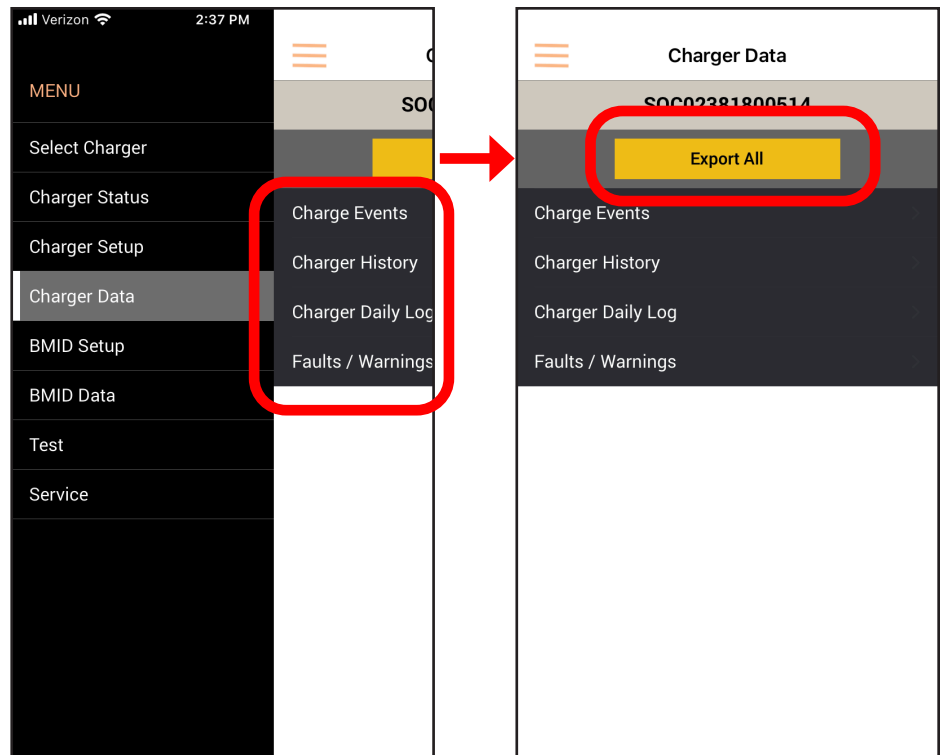 Verizon 2:37 PM
MENU
Select Charger
Charger Status
Charger Setup
Charger Data
BMID Setup
BMID Data
Test
Service
Charge Events
Charger History
Charger Daily Log
Faults / Warnings
Charger Data
SOC02381800514
Export All
Charge Events
Charger History
Charger Daily Log
Faults / Warnings